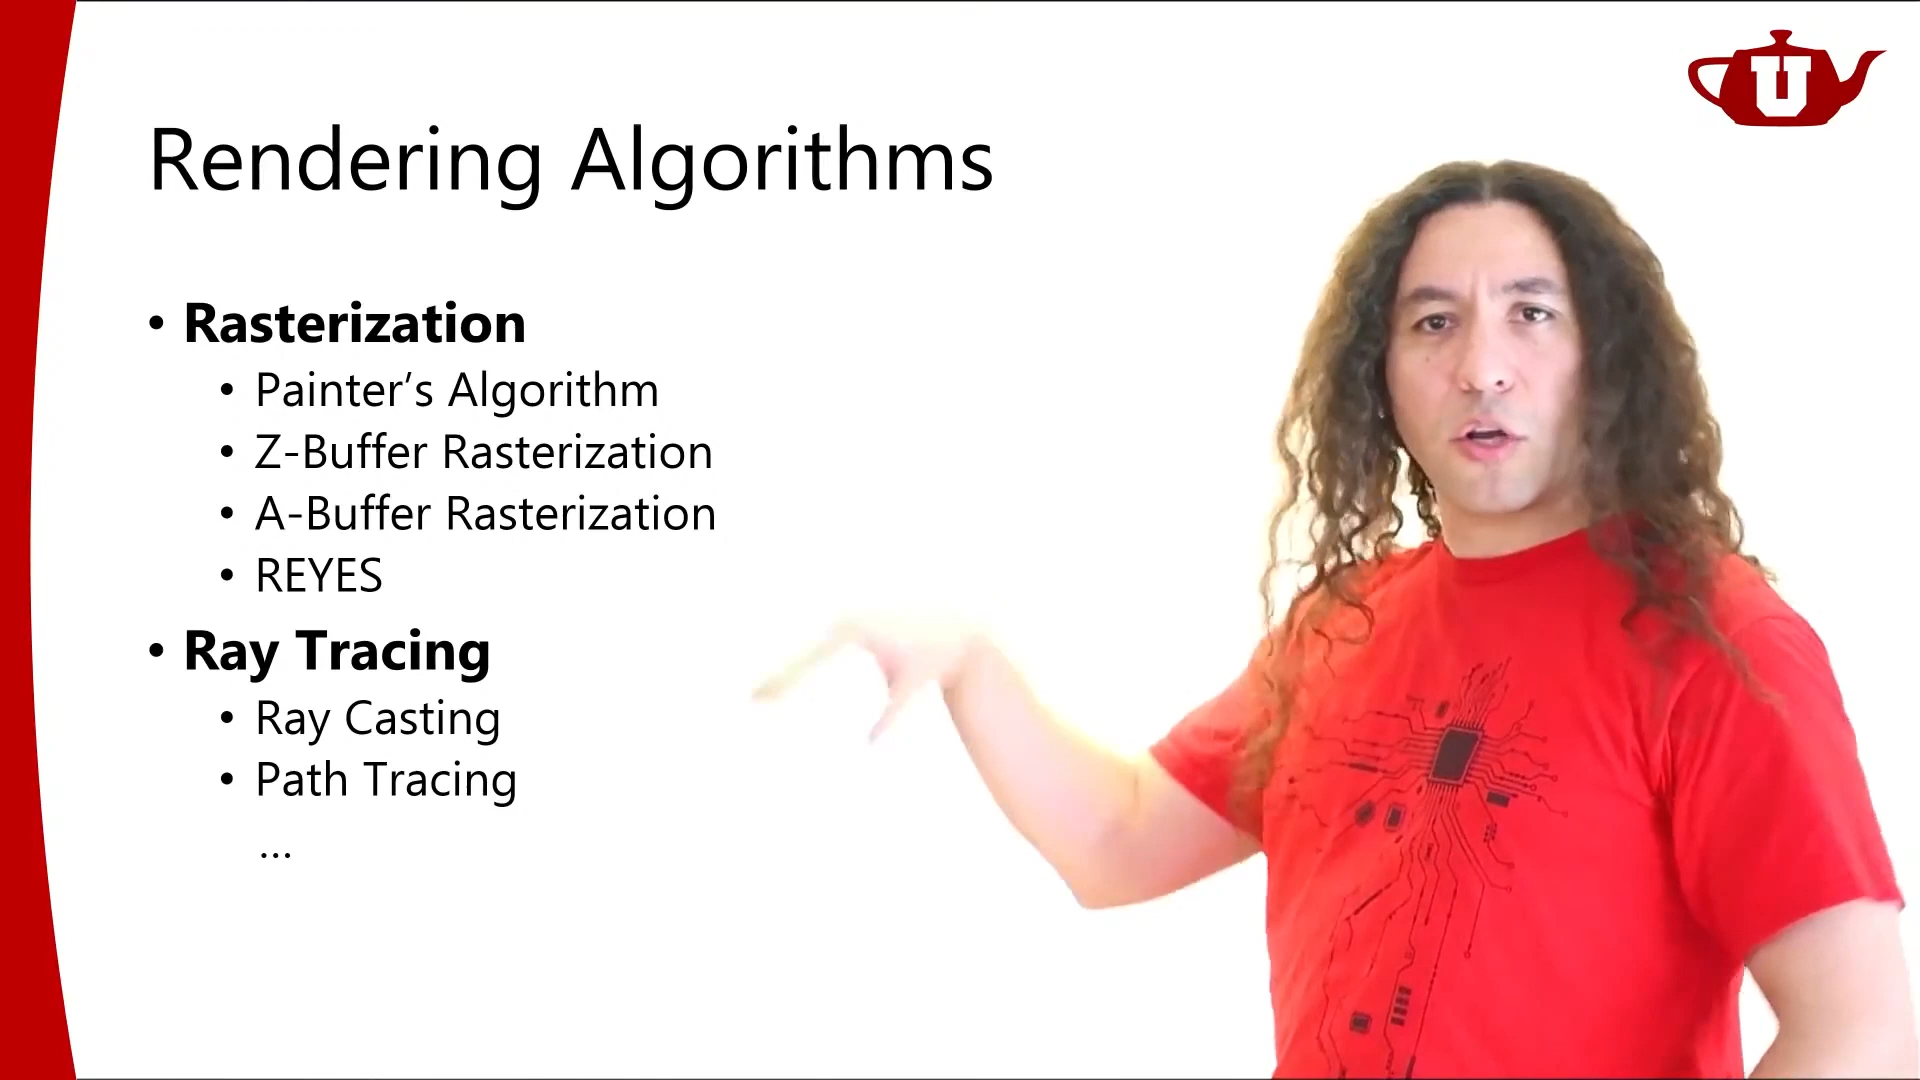 U
Rendering Algorithms
• Rasterization
• Painter’s Algorithm
• Z-Buffer Rasterization
• A-Buffer Rasterization
• REYES
• Ray Tracing
• Ray Casting
• Path Tracing
...